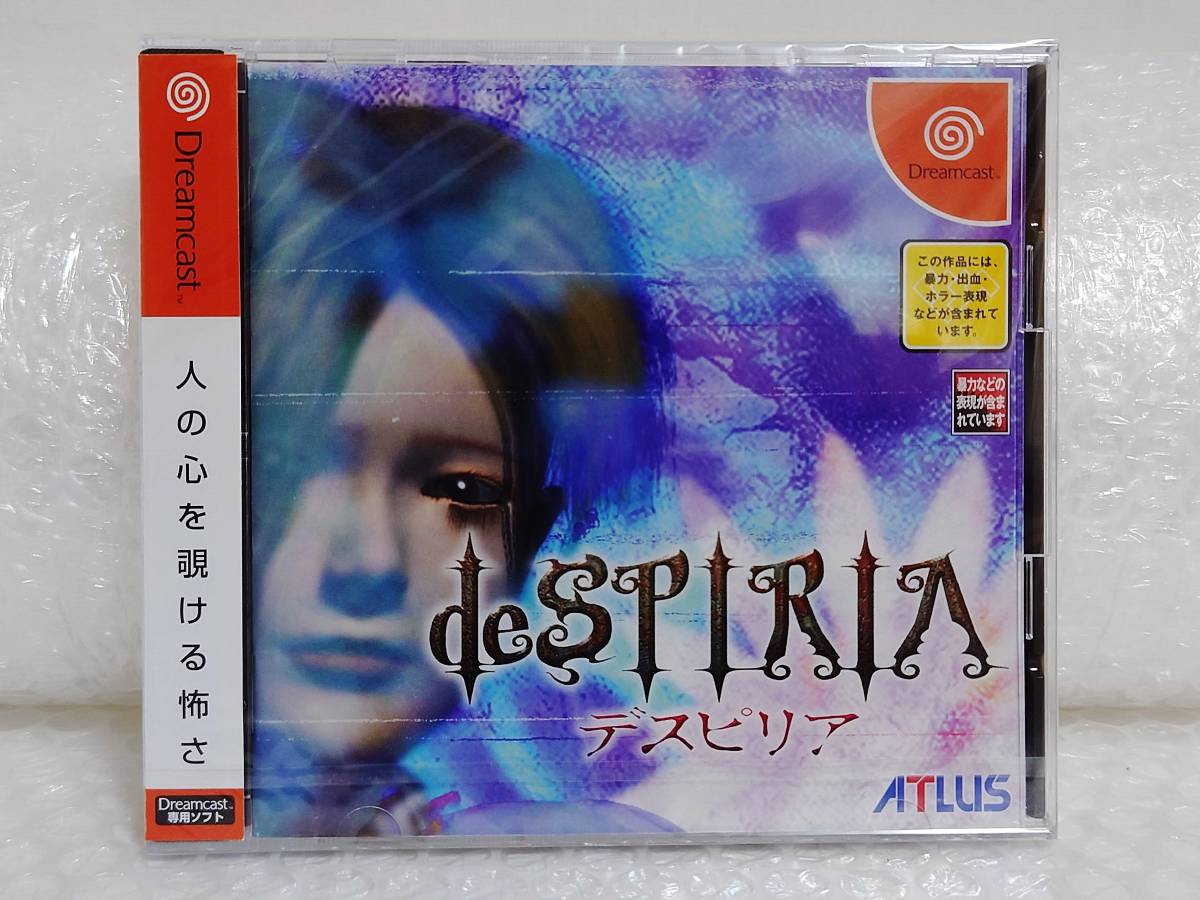 Dreamcast™
人の心を覗ける怖さ
Dreamcast™
専用ソフト
Dreamcast™
この作品には、
暴力・出血・
ホラー表現
などが含まれて
います。
暴力などの
表現が含ま
れています
deSPIRIA
デスピリア
ATLUS